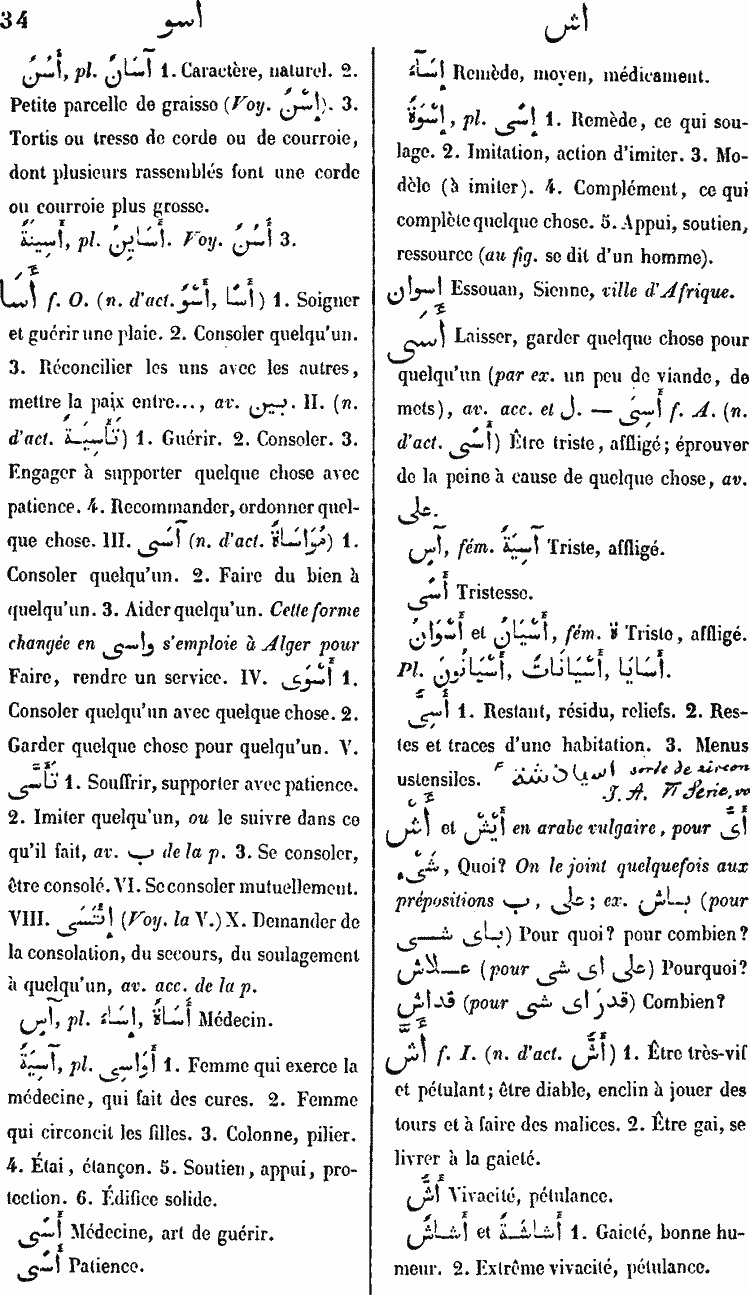 34 أسو أش
أُسُنٌ, pl. آسَانٌ 1. Caractère, naturel. 2.
Petite parcelle de graisse (Voy. إِسْنٌ). 3.
Tortis ou tresse de corde ou de courroie,
dont plusieurs rassemblés font une corde
ou courroie plus grosse.
أَسِينَةٌ, pl. أَسَايِنُ. Voy. أُسُنٌ 3.
أَسَا f. O. (n. d'act. أَسْوٌ, أَسًا) 1. Soigner
et guérir une plaie. 2. Consoler quelqu'un.
3. Réconcilier les uns avec les autres,
mettre la paix entre..., av. بين. II. (n.
d'act. تَأْسِيَةٌ) 1. Guérir. 2. Consoler. 3.
Engager à supporter quelque chose avec
patience. 4. Recommander, ordonner quel-
que chose. III. آسَى (n. d'act. مُوَاسَاةٌ) 1.
Consoler quelqu'un. 2. Faire du bien à
quelqu'un. 3. Aider quelqu'un. Cette forme
changée en واسى s'emploie à Alger pour
Faire, rendre un service. IV. أَسْوَى 1.
Consoler quelqu'un avec quelque chose. 2.
Garder quelque chose pour quelqu'un. V.
تَأَسَّى 1. Souffrir, supporter avec patience.
2. Imiter quelqu'un, ou le suivre dans ce
qu'il fait, av. ب de la p. 3. Se consoler,
être consolé. VI. Se consoler mutuellement.
VIII. إِتَّسَى (Voy. la V.) X. Demander de
la consolation, du secours, du soulagement
à quelqu'un, av. acc. de la p.
آسٍ, pl. إِسَاءٌ, أُسَاةٌ Médecin.
آسِيَةٌ, pl. أَوَاسِى 1. Femme qui exerce la
médecine, qui fait des cures. 2. Femme
qui circoncit les filles. 3. Colonne, pilier.
4. Étai, étançon. 5. Soutien, appui, pro-
tection. 6. Édifice solide.
أَسًى Médecine, art de guérir.
أُسًى Patience.
إِسَآءٌ Remède, moyen, médicament.
إِسْوَةٌ, pl. إِسًى 1. Remède, ce qui sou-
lage. 2. Imitation, action d'imiter. 3. Mo-
dèle (à imiter). 4. Complément, ce qui
complète quelque chose. 5. Appui, soutien,
ressource (au fig. se dit d'un homme).
اسوان Essouan, Sienne, ville d'Afrique.
أَسَى Laisser, garder quelque chose pour
quelqu'un (par ex. un peu de viande, de
mets), av. acc. et ل. — أَسِىَ f. A. (n.
d'act. أَسًى) Être triste, affligé; éprouver
de la peine à cause de quelque chose, av.
على.
آسٍ, fém. آسِيَةٌ Triste, affligé.
أَسًى Tristesse.
أَسْوَانٌ et أَسْيَانٌ, fém. ة Triste, affligé.
Pl. أَسْيَانُونَ, أَسْيَانَاتٌ, أَسَايَا.
أَسِىٌّ 1. Restant, résidu, reliefs. 2. Res-
tes et traces d'une habitation. 3. Menus
ustensiles. sorte de
J. A. VI Série, vo
أَيْشٌ et أَشْ en arabe vulgaire, pour أَىُّ
شَىْءٍ, Quoi? On le joint quelquefois aux
prépositions ب, على; ex. باش (pour
باى شى) Pour quoi? pour combien?
علاش (pour على اى شى) Pourquoi?
قداش (pour قدر اى شى) Combien?
أَشَّ f. I. (n. d'act. أَشٌّ) 1. Être très-vif
et pétulant; être diable, enclin à jouer des
tours et à faire des malices. 2. Être gai, se
livrer à la gaieté.
أَشٌّ Vivacité, pétulance.
أَشَاشٌ et أَشَاشَةٌ 1. Gaieté, bonne hu-
meur. 2. Extrême vivacité, pétulance.